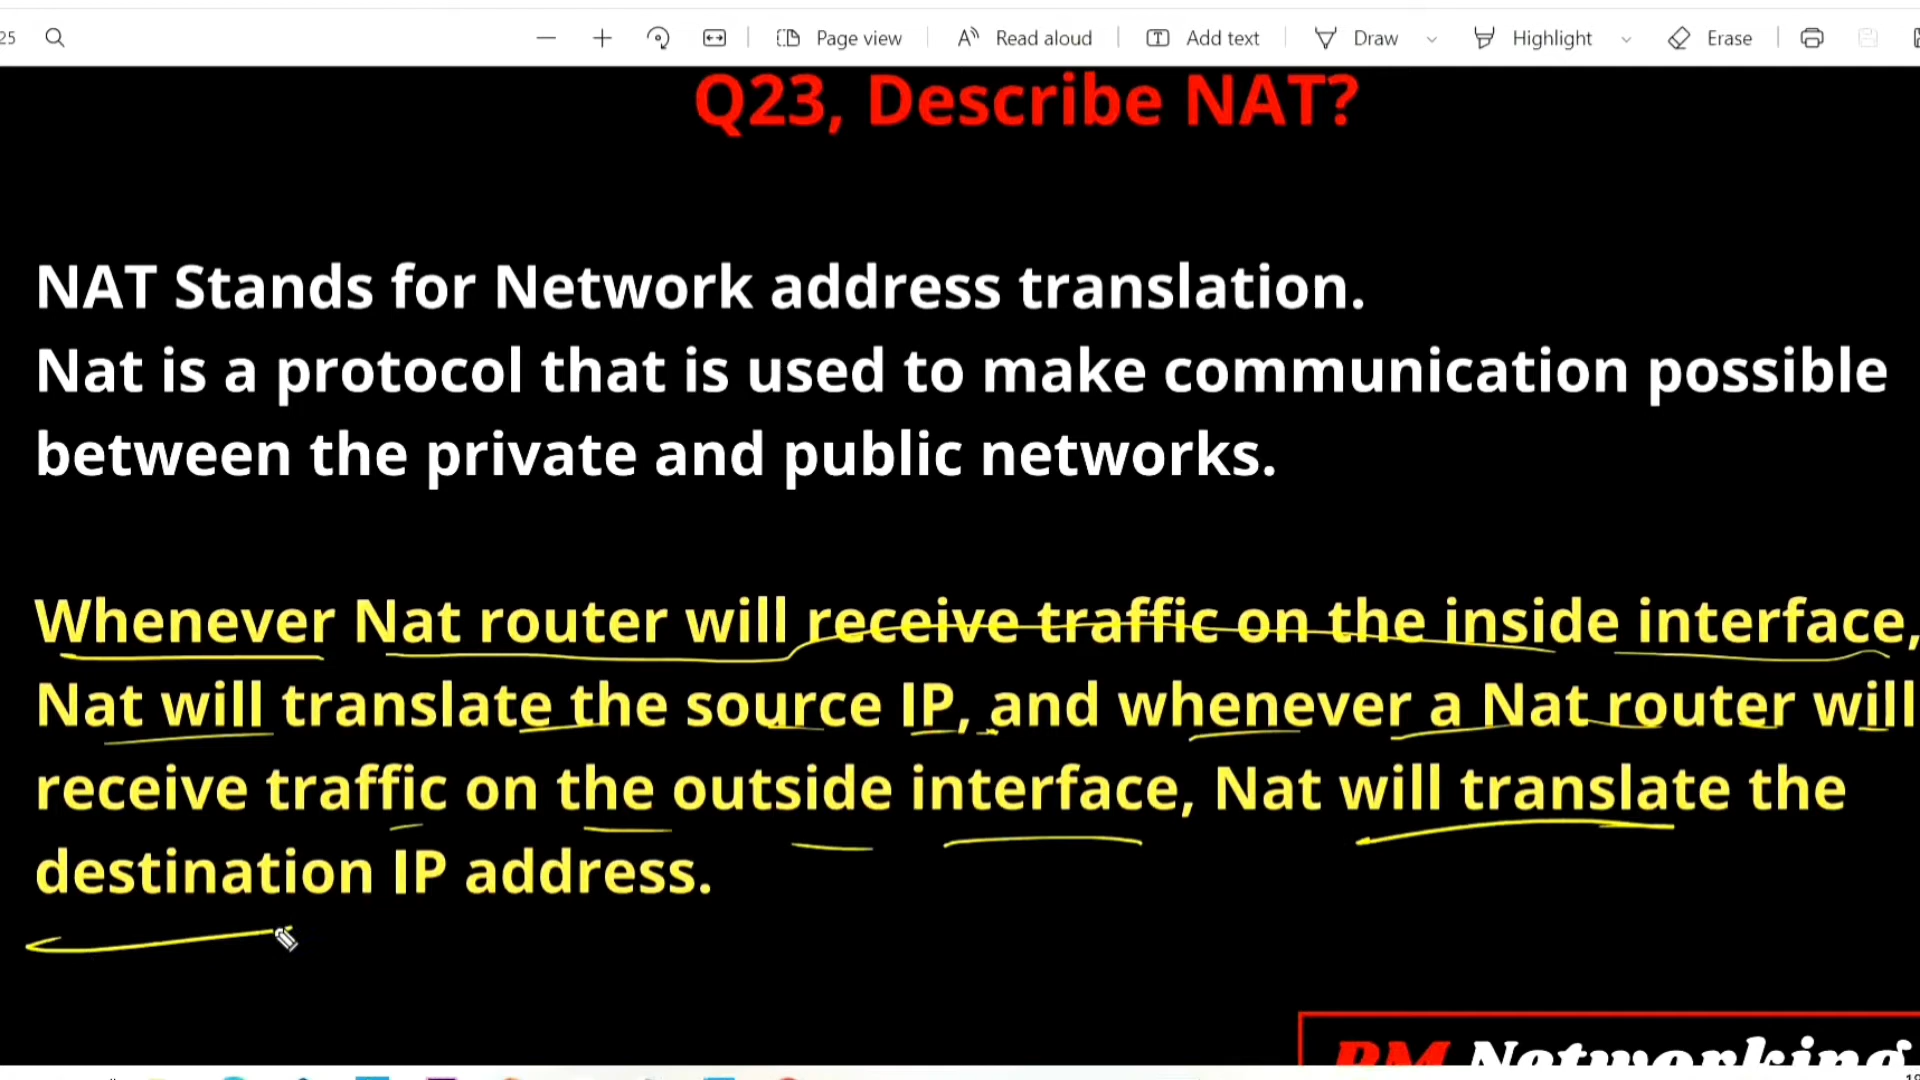 25 Page view Read aloud Add text Draw Highlight Erase
Q23, Describe NAT?
NAT Stands for Network address translation.
Nat is a protocol that is used to make communication possible
between the private and public networks.
Whenever Nat router will receive traffic on the inside interface,
Nat will translate the source IP, and whenever a Nat router will
receive traffic on the outside interface, Nat will translate the
destination IP address.
PM Networking